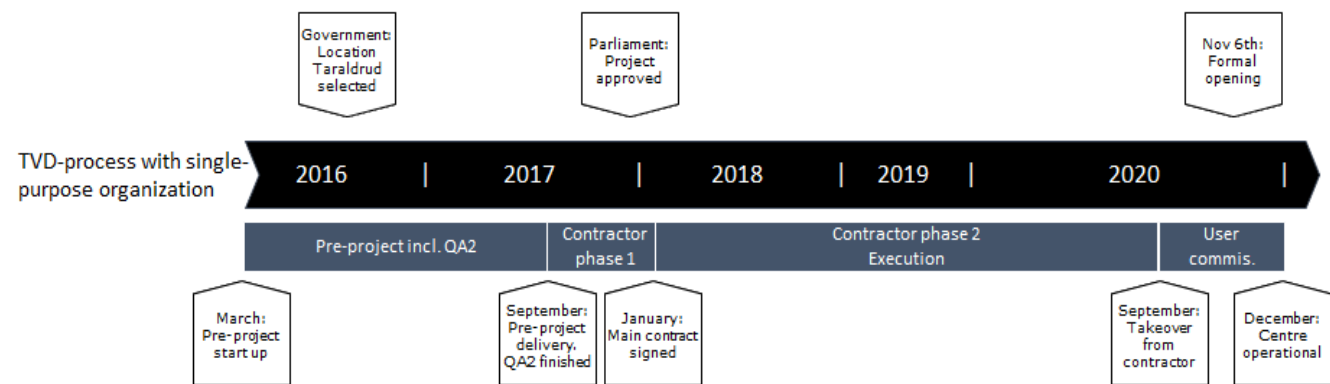 Government:
Location
Taraldrud
selected
Parliament:
Project
approved
Nov 6th:
Formal
opening
TVD-process with single-
purpose organization
2016 | 2017 | 2018 | 2019 | 2020 |
Pre-project incl. QA2
Contractor
phase 1
Contractor phase 2
Execution
User
commis.
March:
Pre-project
start up
September:
Pre-project
delivery.
QA2 finished
January:
Main contract
signed
September:
Takeover
from
contractor
December:
Centre
operational